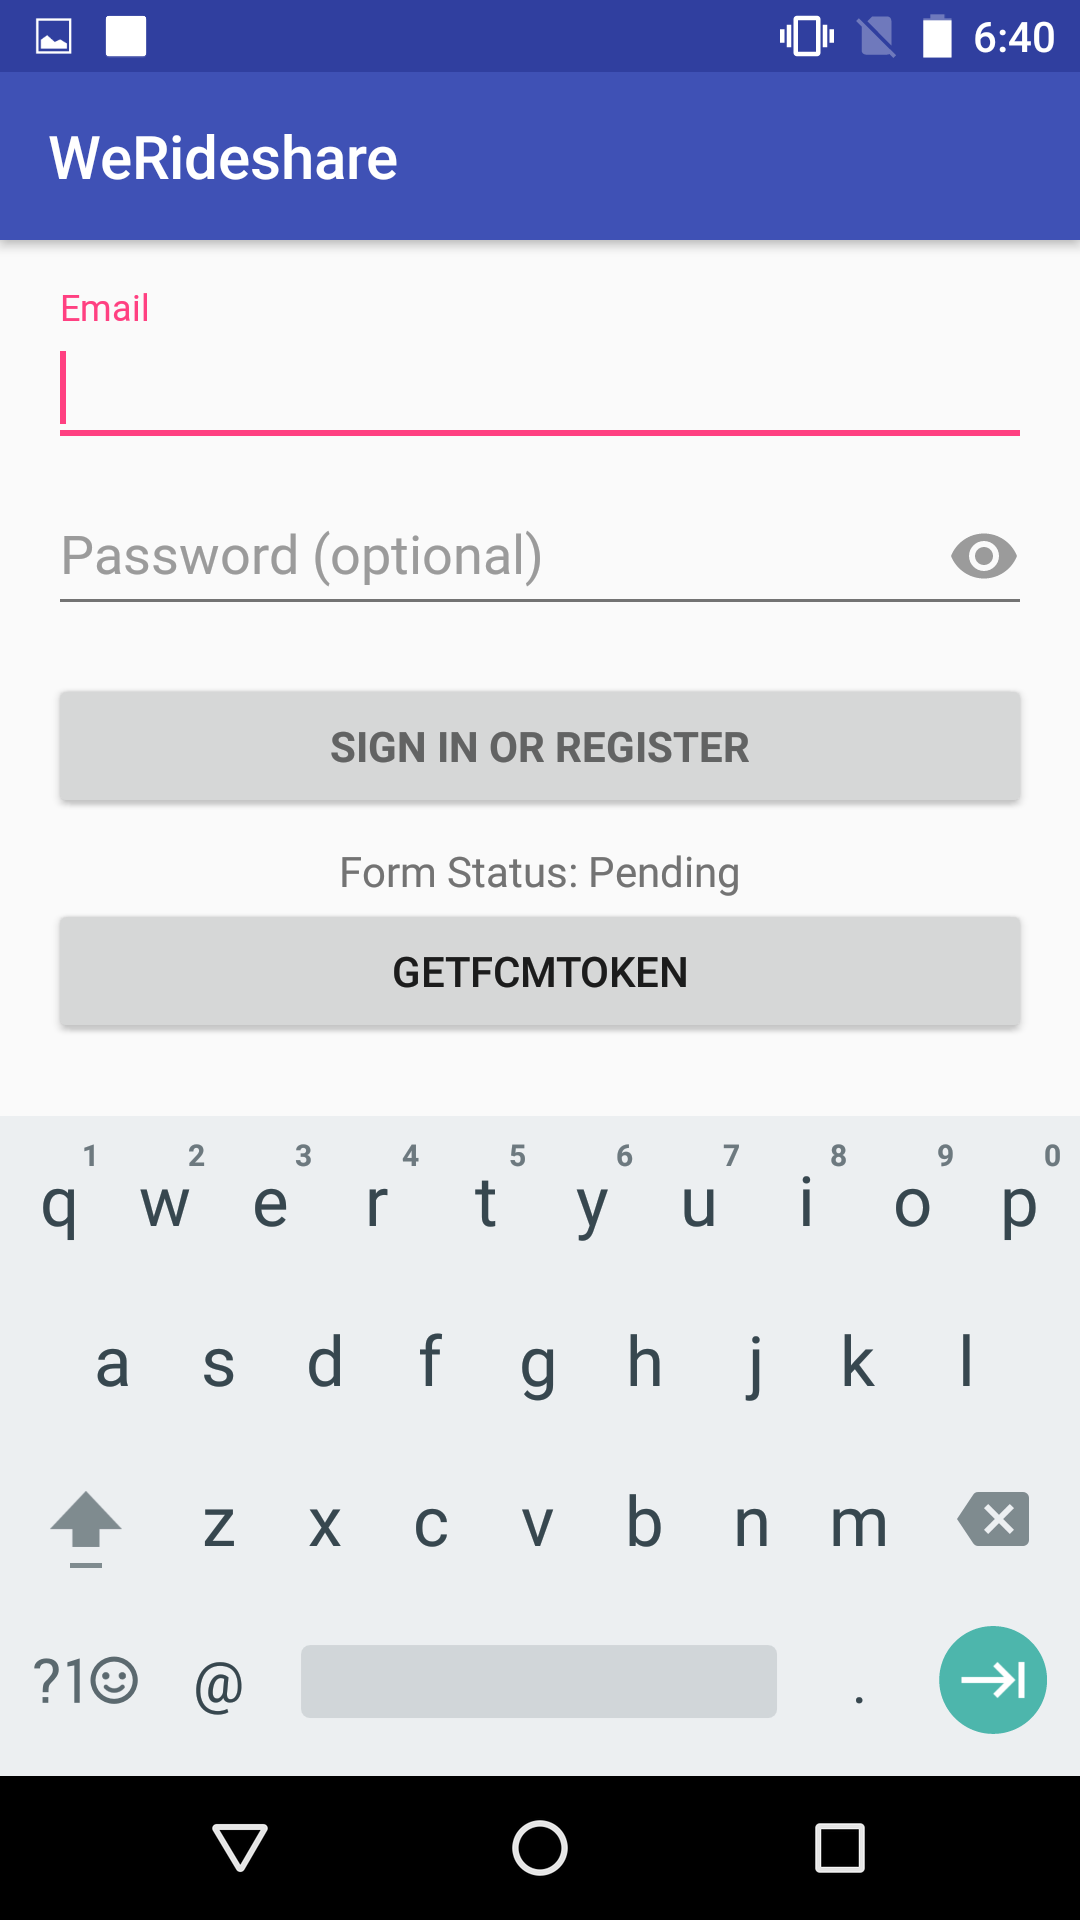 6:40
WeRideshare
Email
Password (optional)
SIGN IN OR REGISTER
Form Status: Pending
GETFCMTOKEN
1 2 3 4 5 6 7 8 9 0
q w e r t y u i o p
a s d f g h j k l
z x c v b n m
?1 @ .